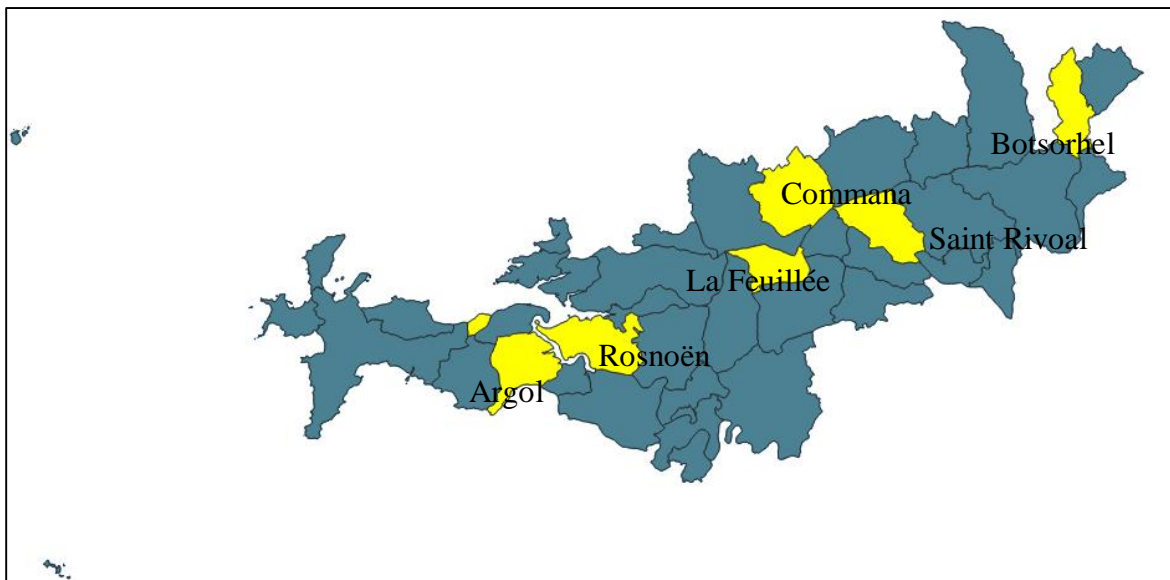 Botsorhel
Commana
Saint Rivoal
La Feuillée
Rosnoën
Argol